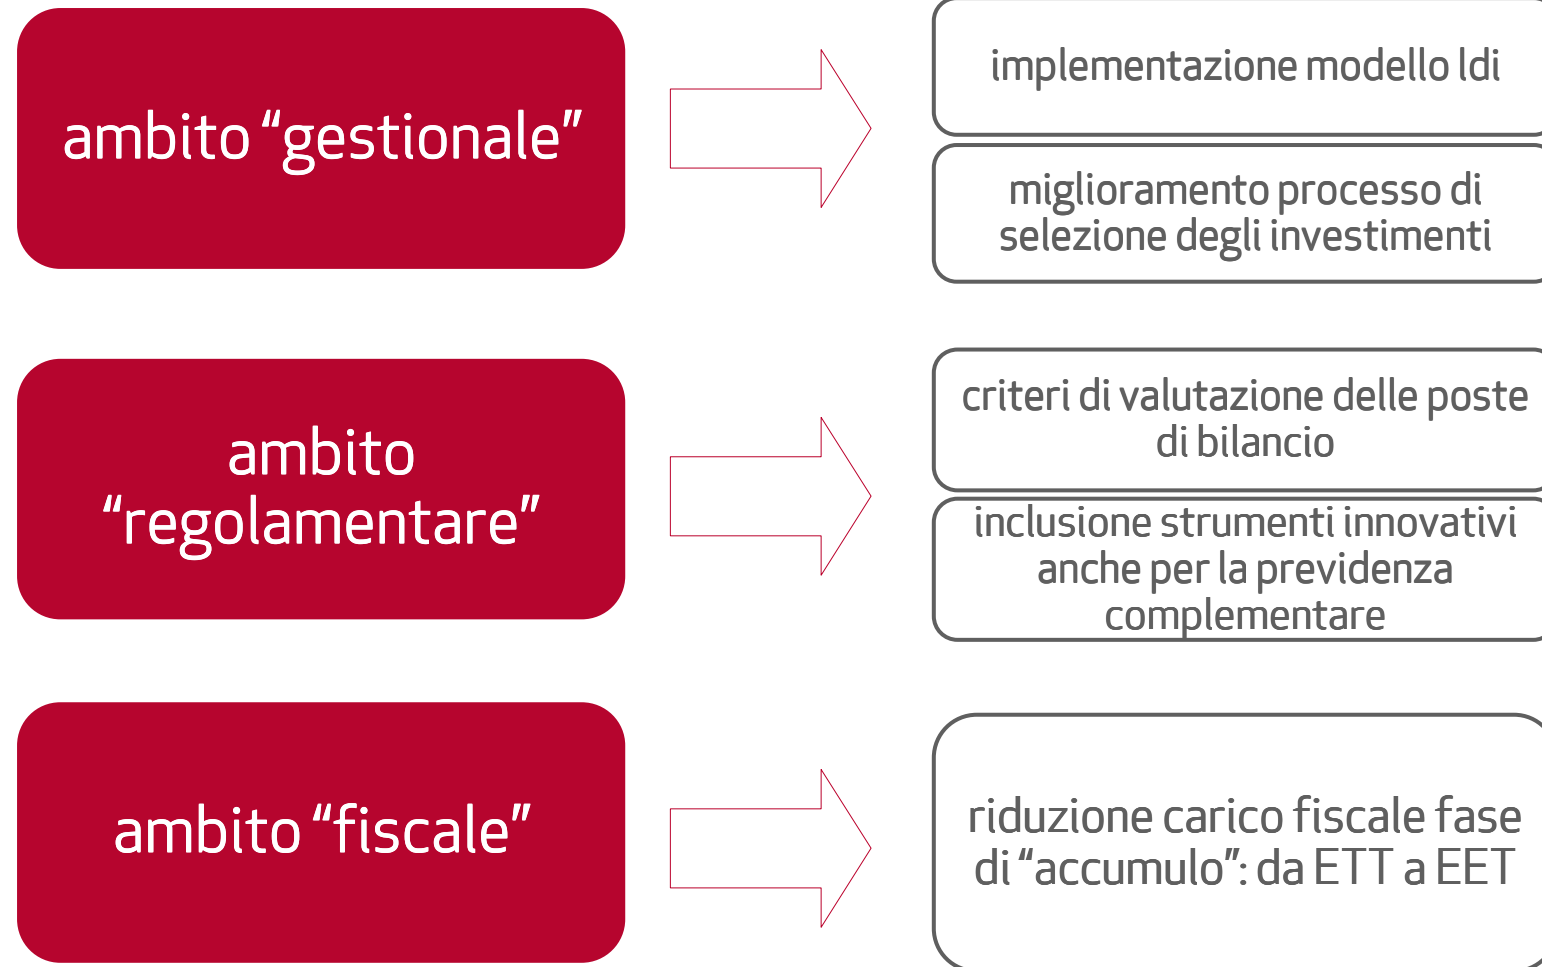 ambito “gestionale”
implementazione modello ldi
miglioramento processo di
selezione degli investimenti
ambito
“regolamentare”
criteri di valutazione delle poste
di bilancio
inclusione strumenti innovativi
anche per la previdenza
complementare
ambito “fiscale”
riduzione carico fiscale fase
di “accumulo”: da ETT a EET